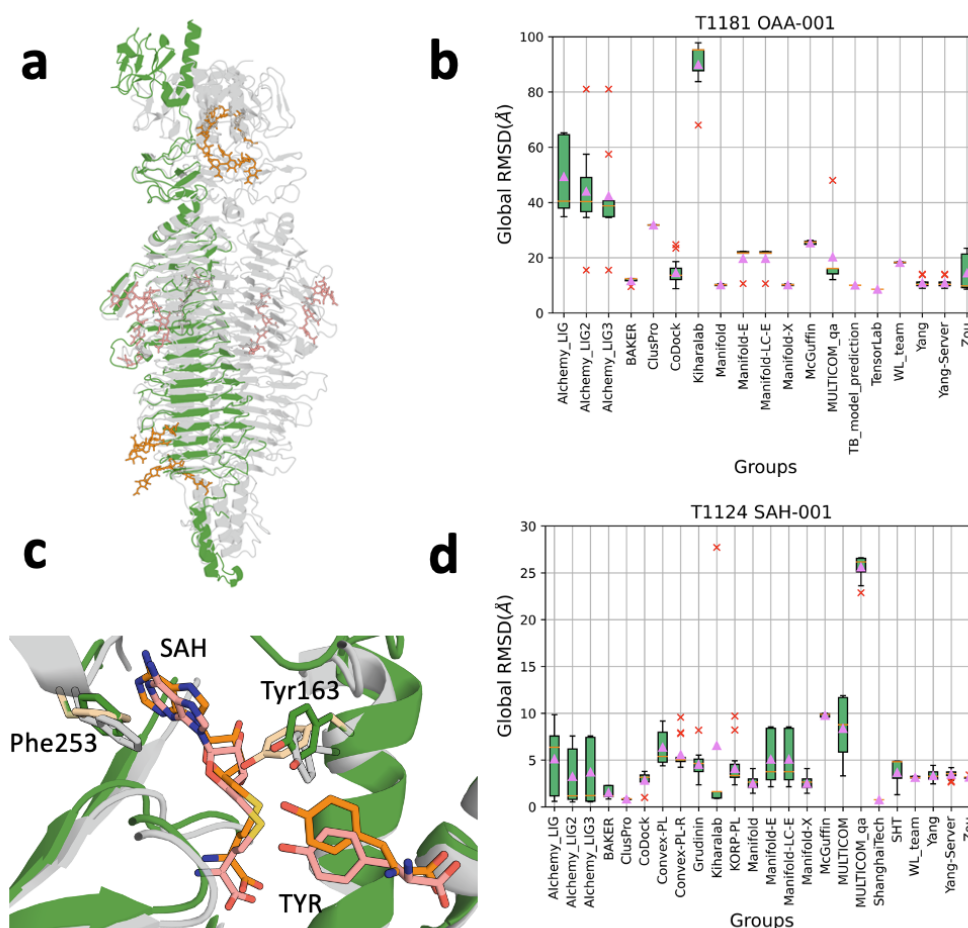 a
b
T1181 OAA-001
Global RMSD(Å)
100
80
60
40
20
0
Alchemy_LIG
Alchemy_LIG2
Alchemy_LIG3
BAKER
ClusPro
CoDock
Kiharalab
Manifold
Manifold-E
Manifold-LC-E
Manifold-X
McGuffin
MULTICOM_qa
TB_model_prediction
TensorLab
WL_team
Yang
Yang-Server
Zou
Groups
c
SAH
Tyr163
Phe253
TYR
d
T1124 SAH-001
Global RMSD(Å)
30
25
20
15
10
5
0
Alchemy_LIG
Alchemy_LIG2
Alchemy_LIG3
BAKER
ClusPro
CoDock
Convex-PL
Convex-PL-R
Grudinin
Kiharalab
KORP-PL
Manifold
Manifold-E
Manifold-LC-E
Manifold-X
McGuffin
MULTICOM
MULTICOM_qa
ShanghaiTech
SHT
WL_team
Yang
Yang-Server
Groups